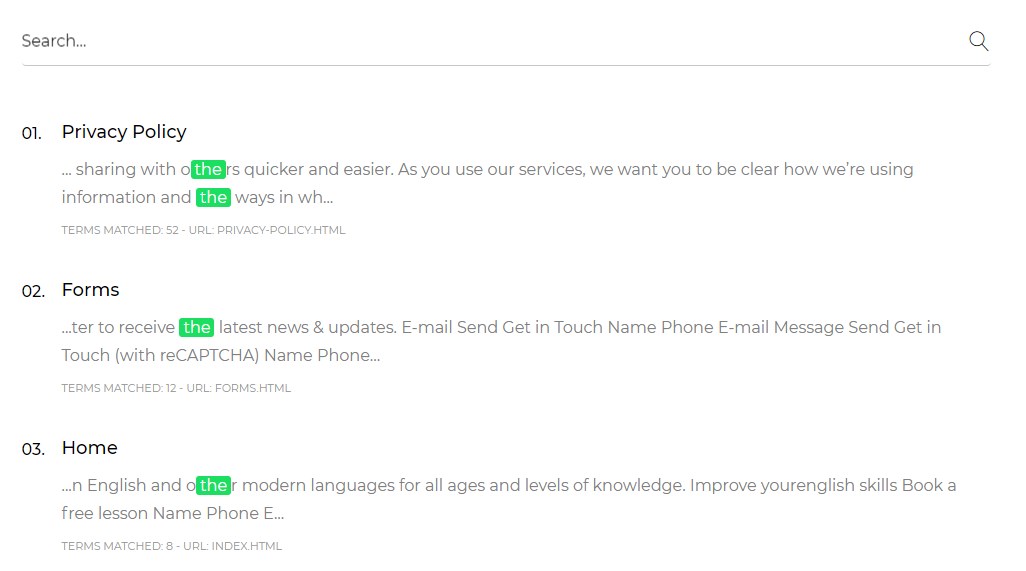 Search...
01. Privacy Policy
... sharing with others quicker and easier. As you use our services, we want you to be clear how we’re using
information and the ways in wh...
TERMS MATCHED: 52 - URL: PRIVACY-POLICY.HTML
02. Forms
...ter to receive the latest news & updates. E-mail Send Get in Touch Name Phone E-mail Message Send Get in
Touch (with reCAPTCHA) Name Phone...
TERMS MATCHED: 12 - URL: FORMS.HTML
03. Home
...n English and other modern languages for all ages and levels of knowledge. Improve yourenglish skills Book a
free lesson Name Phone E...
TERMS MATCHED: 8 - URL: INDEX.HTML